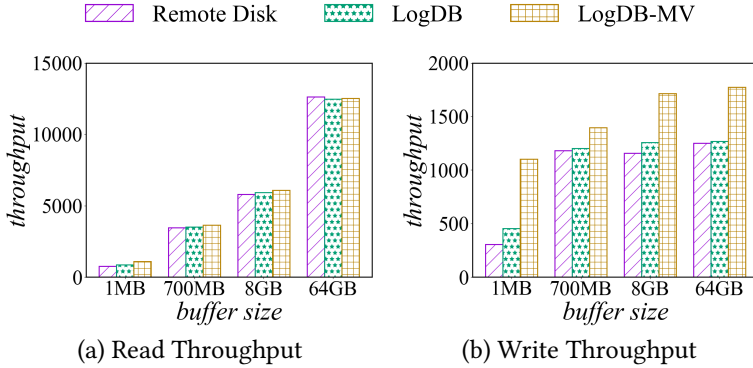 Remote Disk LogDB LogDB-MV
15000
10000
5000
0
throughput
1MB 700MB 8GB 64GB
buffer size
(a) Read Throughput
2000
1500
1000
500
0
throughput
1MB 700MB 8GB 64GB
buffer size
(b) Write Throughput